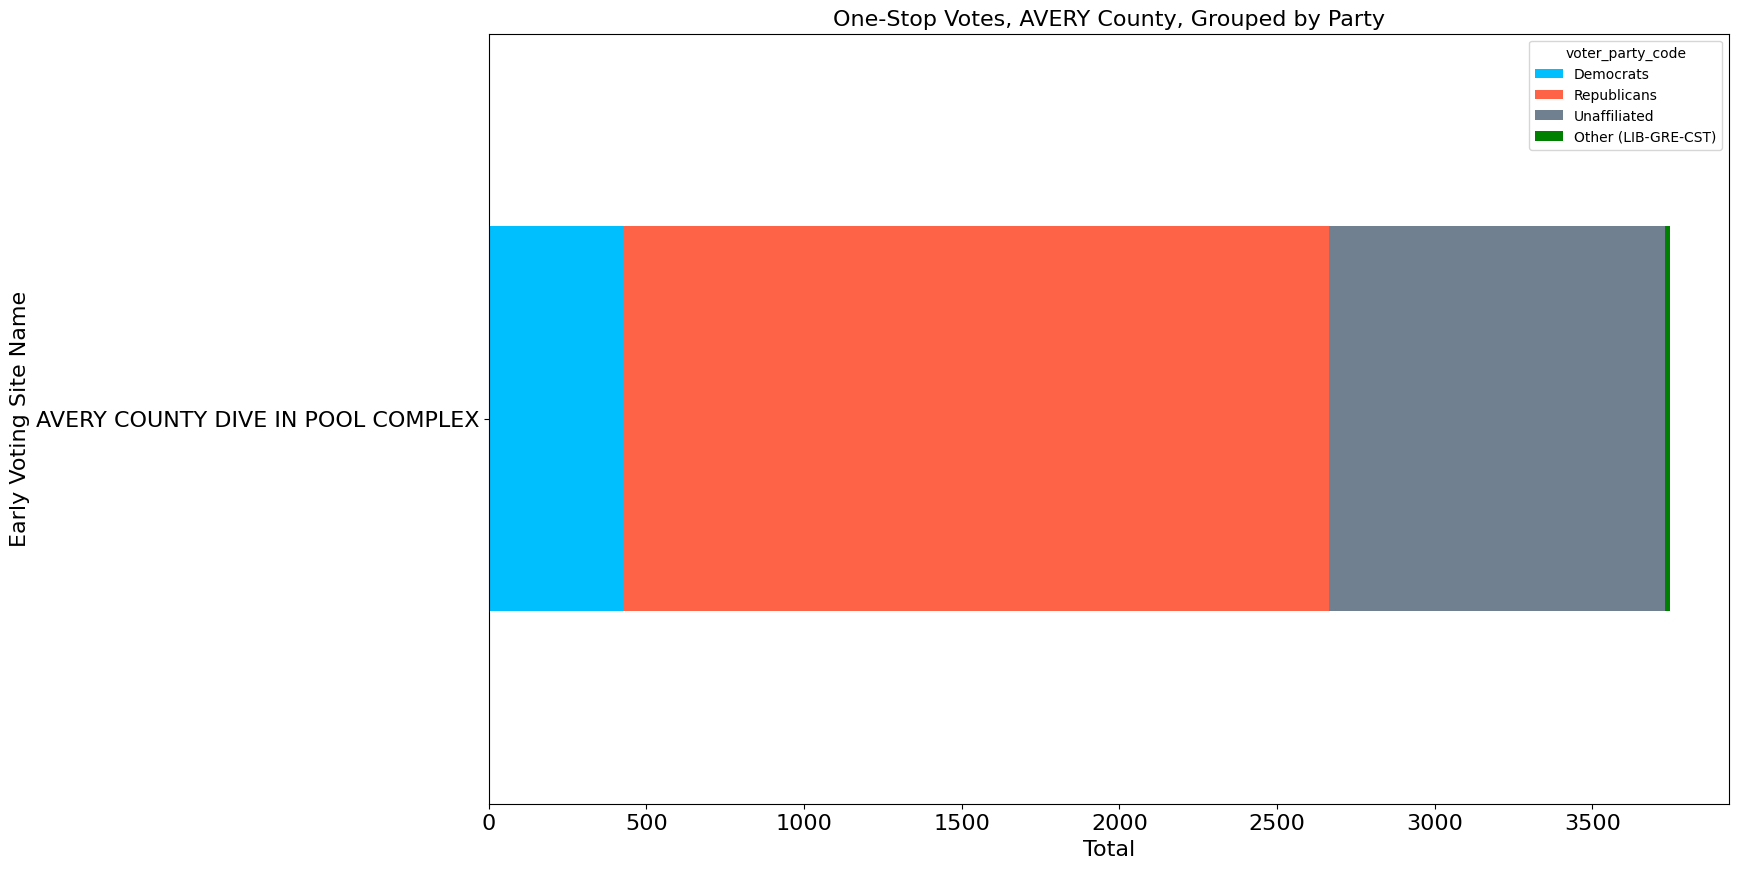 One-Stop Votes, AVERY County, Grouped by Party
voter_party_code
Democrats
Republicans
Unaffiliated
Other (LIB-GRE-CST)
Early Voting Site Name
AVERY COUNTY DIVE IN POOL COMPLEX
0 500 1000 1500 2000 2500 3000 3500
Total